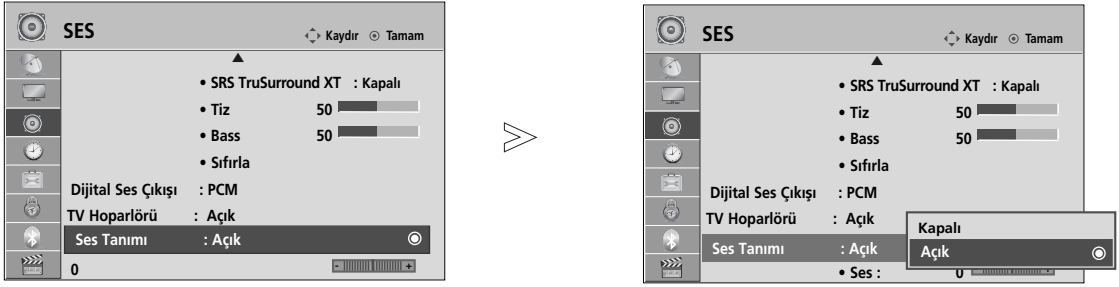 SES
Kaydır Tamam
• SRS TruSurround XT : Kapalı
• Tiz 50
• Bass 50
• Sıfırla
Dijital Ses Çıkışı : PCM
TV Hoparlörü : Açık
Ses Tanımı : Açık
0 - +
SES
Kaydır Tamam
• SRS TruSurround XT : Kapalı
• Tiz 50
• Bass 50
• Sıfırla
Dijital Ses Çıkışı : PCM
TV Hoparlörü : Açık
Ses Tanımı : Açık
• Ses : 0
Kapalı
Açık